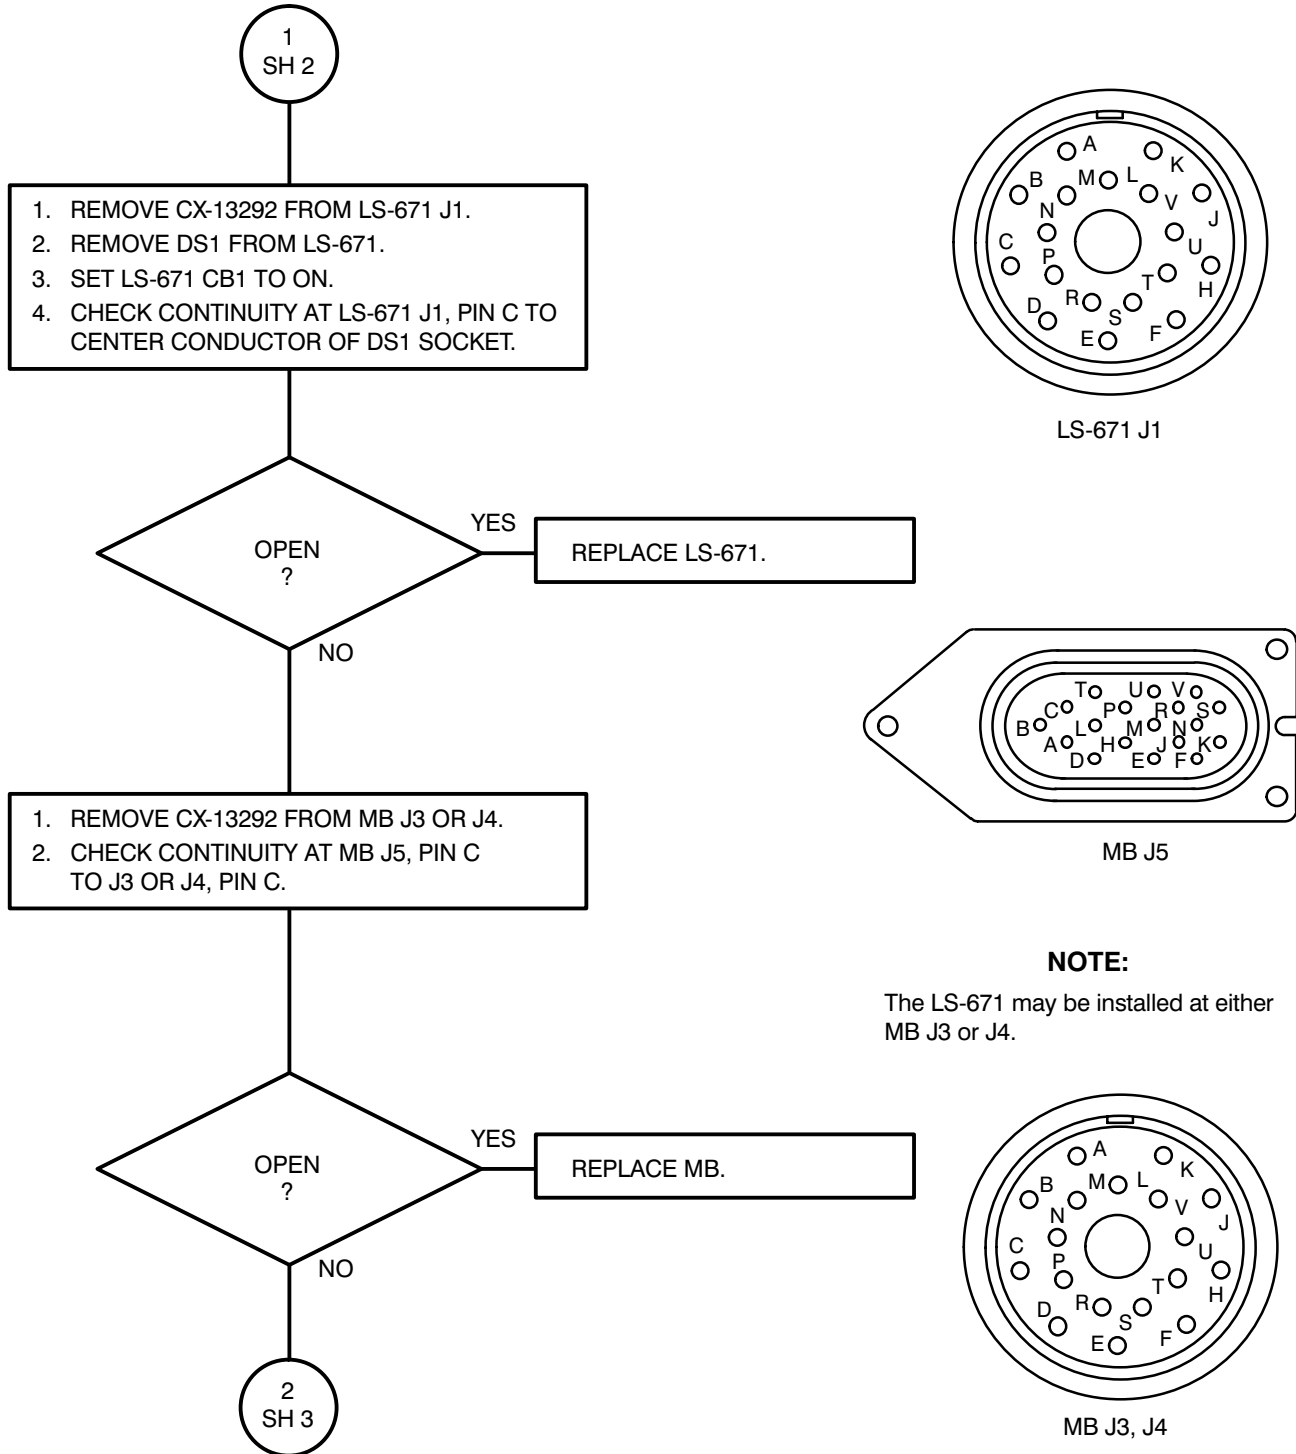 1
SH 2
1. REMOVE CX-13292 FROM LS-671 J1.
2. REMOVE DS1 FROM LS-671.
3. SET LS-671 CB1 TO ON.
4. CHECK CONTINUITY AT LS-671 J1, PIN C TO
CENTER CONDUCTOR OF DS1 SOCKET.
OPEN
?
YES
REPLACE LS-671.
NO
1. REMOVE CX-13292 FROM MB J3 OR J4.
2. CHECK CONTINUITY AT MB J5, PIN C
TO J3 OR J4, PIN C.
OPEN
?
YES
REPLACE MB.
NO
2
SH 3
A
K
B
M
L
J
N
V
C
U
P
T
H
D
R
S
F
E
LS-671 J1
T
U
V
C
P
R
S
B
L
M
N
A
H
J
K
D
E
F
MB J5
NOTE:
The LS-671 may be installed at either
MB J3 or J4.
A
K
B
M
L
J
N
V
C
U
P
T
H
D
R
S
F
E
MB J3, J4